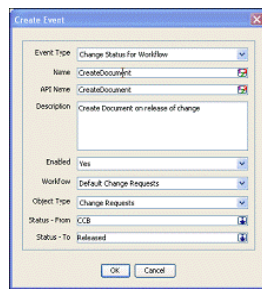 Create Event
Event Type Change Status for Workflow
Name CreateDocument
API Name CreateDocument
Description Create Document on release of change
Enabled Yes
Workflow Default Change Requests
Object Type Change Requests
Status - From CCB
Status - To Released
OK Cancel